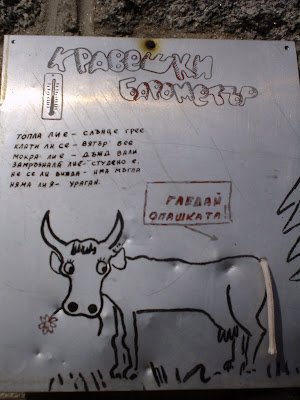 КРАВЕШКИ
БАРОМЕТЪР
ТОПЛА ЛИ Е - СЛЪНЦЕ ГРЕЕ
КЛАТИ ЛИ СЕ - ВЯТЪР ВЕЕ
МОКРА ЛИ Е - ДЪЖД ВАЛИ
ЗАМРЪЗНАЛА ЛИ Е - СТУДЕНО Е
НЕ СЕ ЛИ ВИЖДА - ИМА МЪГЛА
НЯМА ЛИ Я - УРАГАН.
ГЛЕДАЙ
ОПАШКАТА!